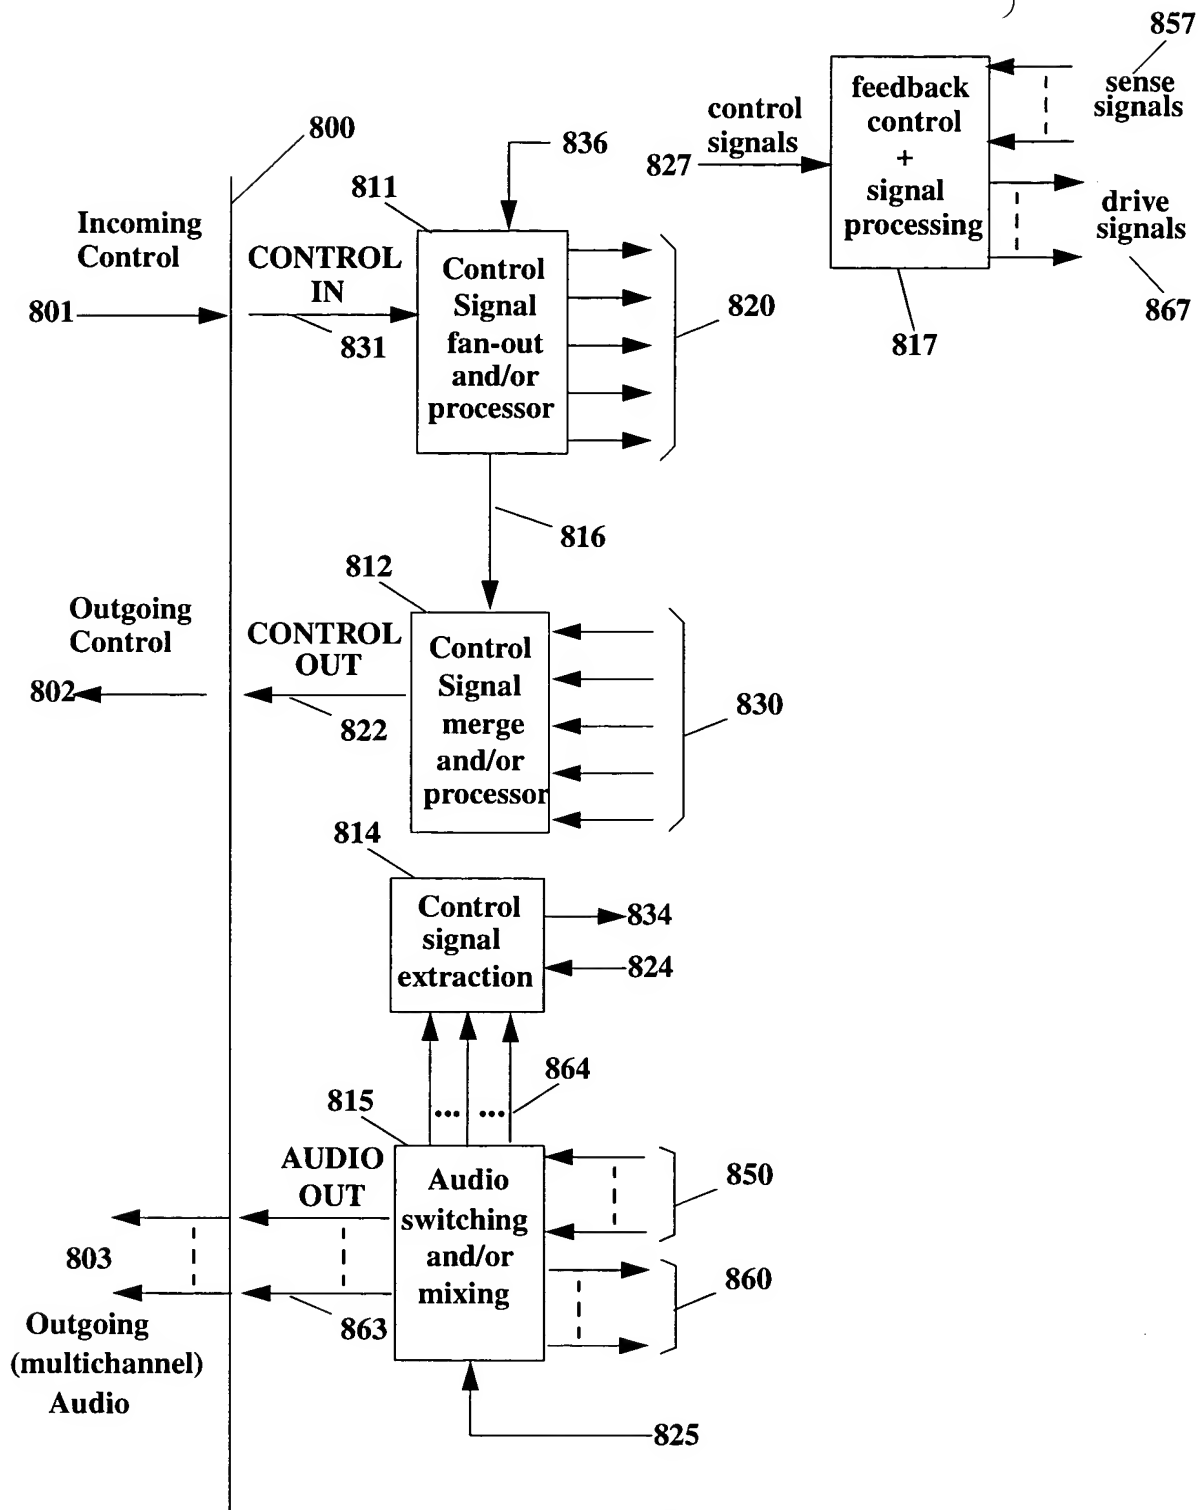 857
feedback
control
+
signal
processing
sense
signals
control
signals
827
drive
signals
867
817
800
836
811
Incoming
Control
CONTROL
IN
801
831
Control
Signal
fan-out
and/or
processor
820
816
812
Outgoing
Control
CONTROL
OUT
802
822
Control
Signal
merge
and/or
processor
830
814
Control
signal
extraction
834
824
864
815
AUDIO
OUT
Audio
switching
and/or
mixing
850
860
803
863
Outgoing
(multichannel)
Audio
825